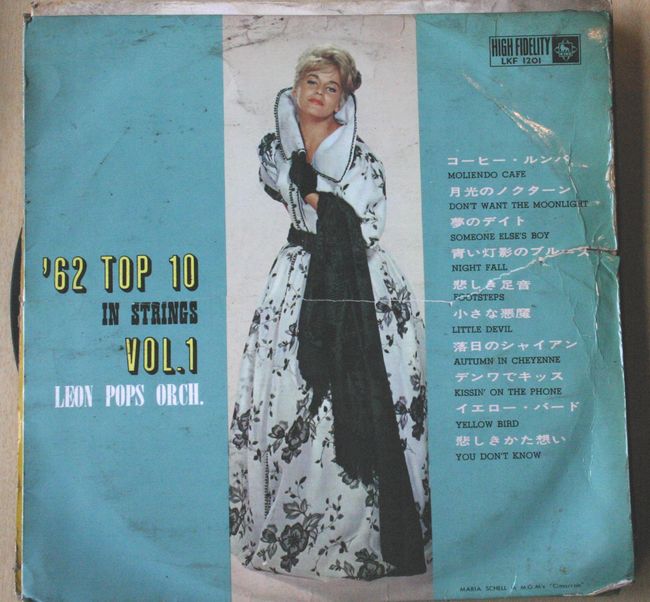 HIGH FIDELITY
LKF 1201
'62 TOP 10
IN STRINGS
VOL.1
LEON POPS ORCH.
コーヒー・ルンバ
MOLIENDO CAFE
月光のノクターン
DON'T WANT THE MOONLIGHT
夢のデイト
SOMEONE ELSE'S BOY
青い灯影のブルース
NIGHT FALL
悲しき足音
FOOTSTEPS
小さな悪魔
LITTLE DEVIL
落日のシャイアン
AUTUMN IN CHEYENNE
デンワでキッス
KISSIN' ON THE PHONE
イエロー・バード
YELLOW BIRD
悲しきかた想い
YOU DON'T KNOW
MARIA SCHELL in M.G.M's "Cimarron"